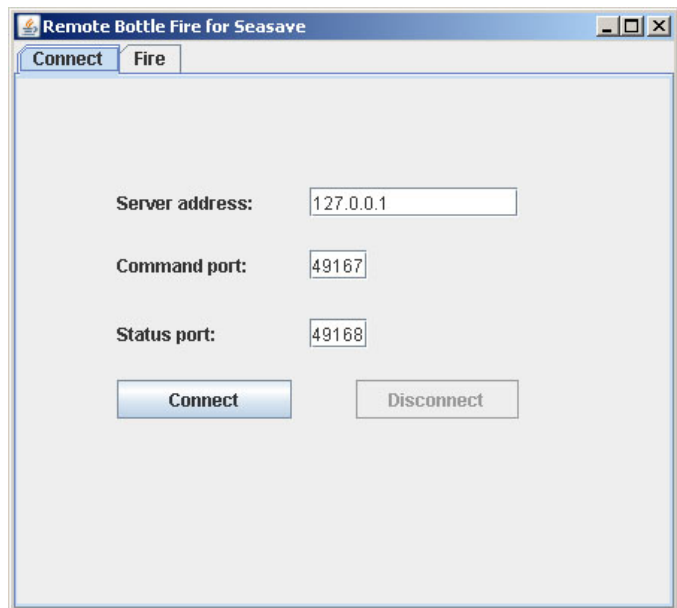 Remote Bottle Fire for Seasave
Connect Fire
Server address: 127.0.0.1
Command port: 49167
Status port: 49168
Connect Disconnect